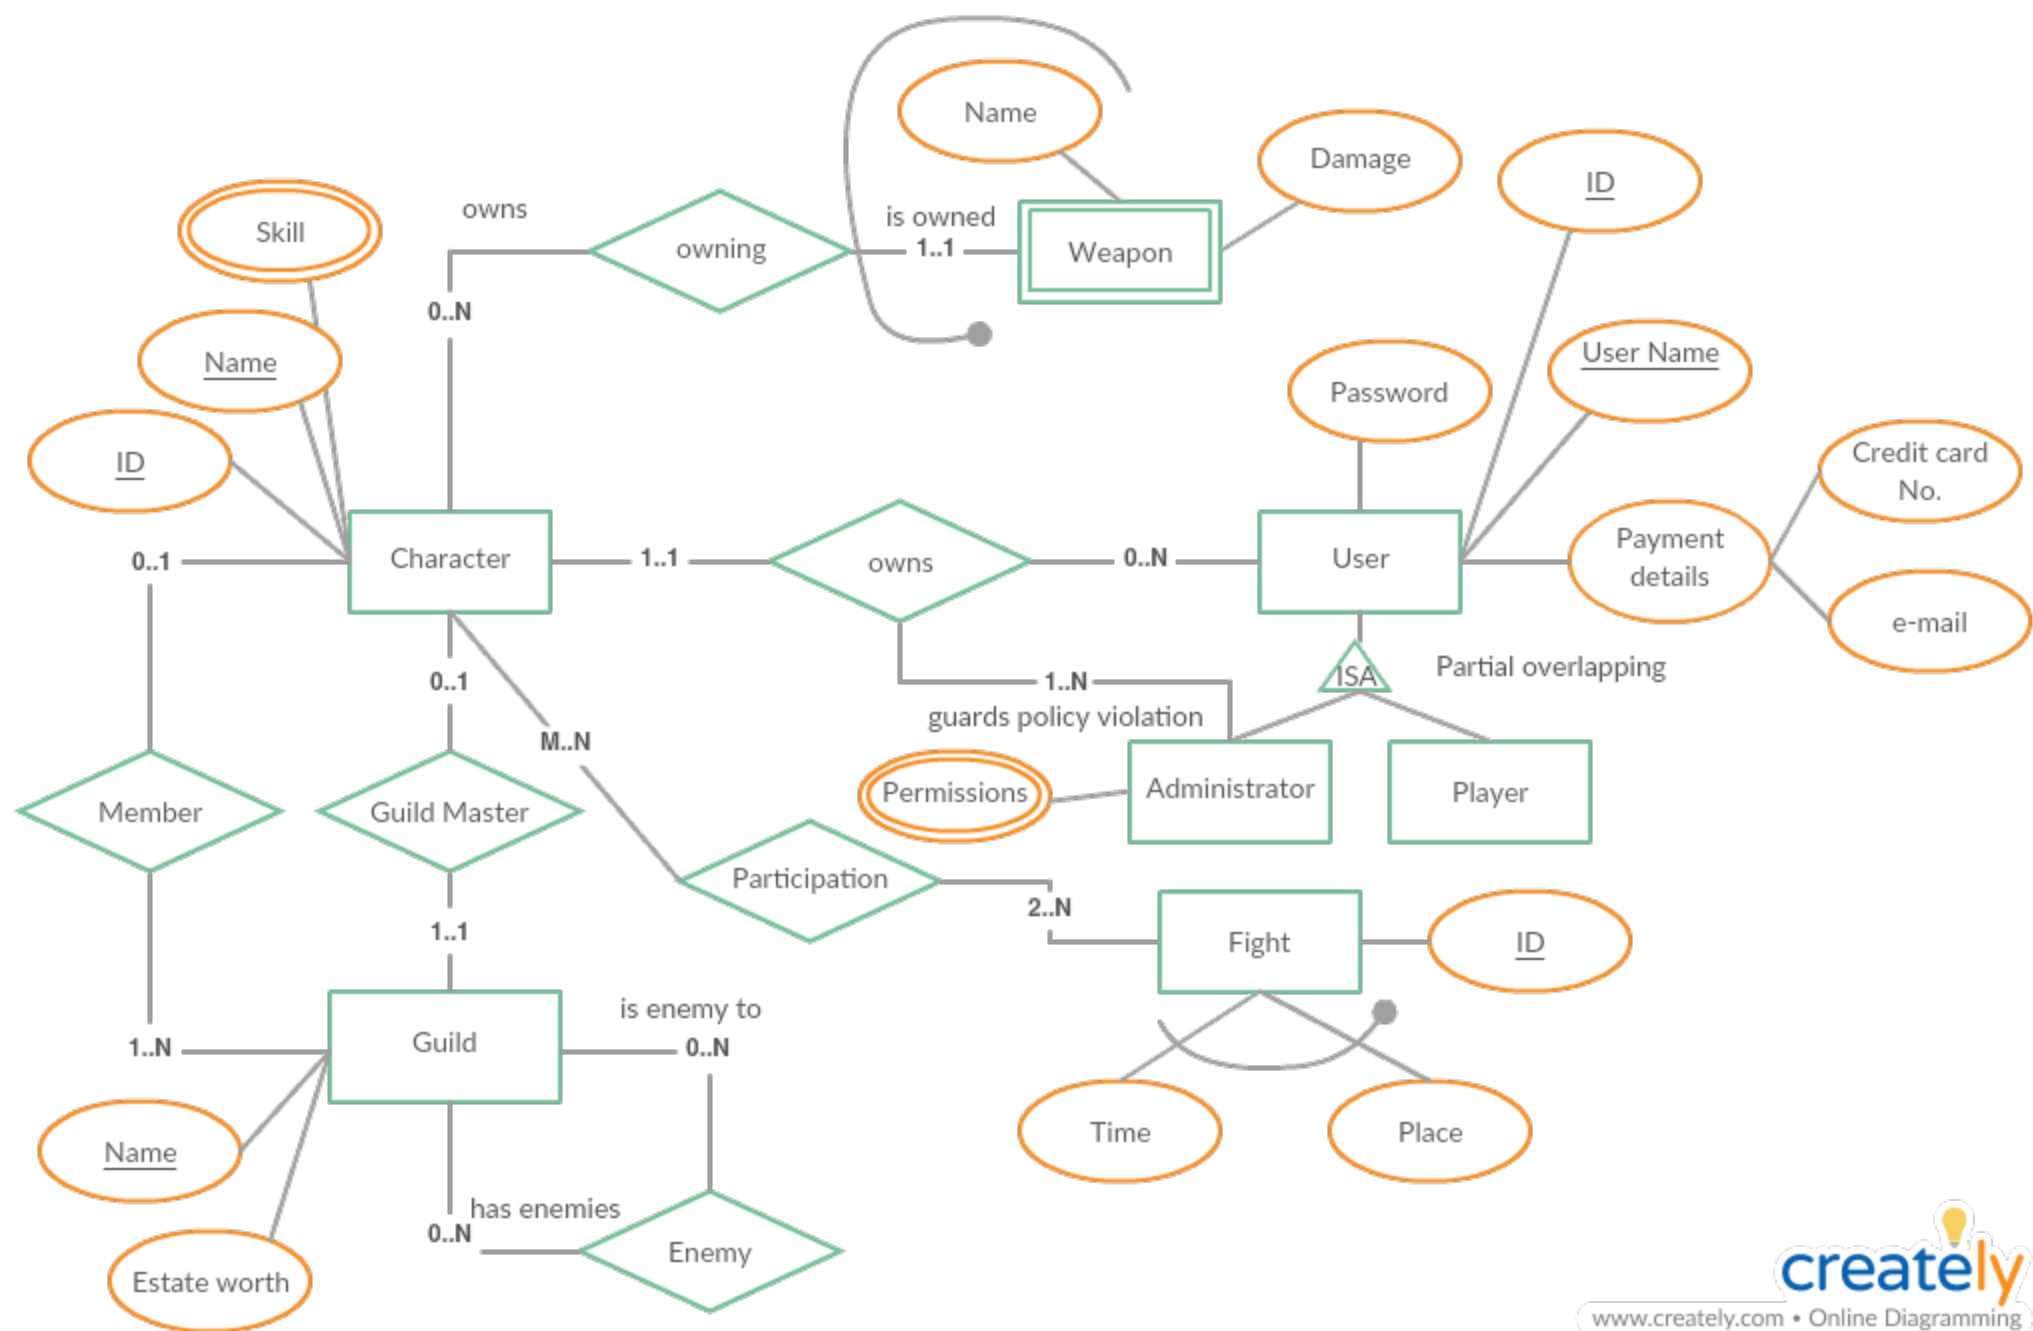 Name
Damage
ID
Skill
owns
owning
is owned
1..1
Weapon
0..N
Name
User Name
Password
ID
Credit card
No.
Character
1..1
owns
0..N
User
Payment
details
0..1
e-mail
ISA
Partial overlapping
0..1
1..N
guards policy violation
M..N
Permissions
Administrator
Player
Member
Guild Master
Participation
2..N
1..1
Fight
ID
is enemy to
Guild
1..N
0..N
Time
Place
Name
has enemies
0..N
Enemy
Estate worth
creately
www.creately.com • Online Diagramming